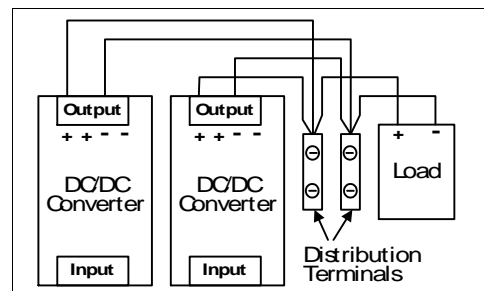 Output
+ + - -
DC/DC
Converter
Input
Output
+ + - -
DC/DC
Converter
Input
+ -
Load
Distribution
Terminals